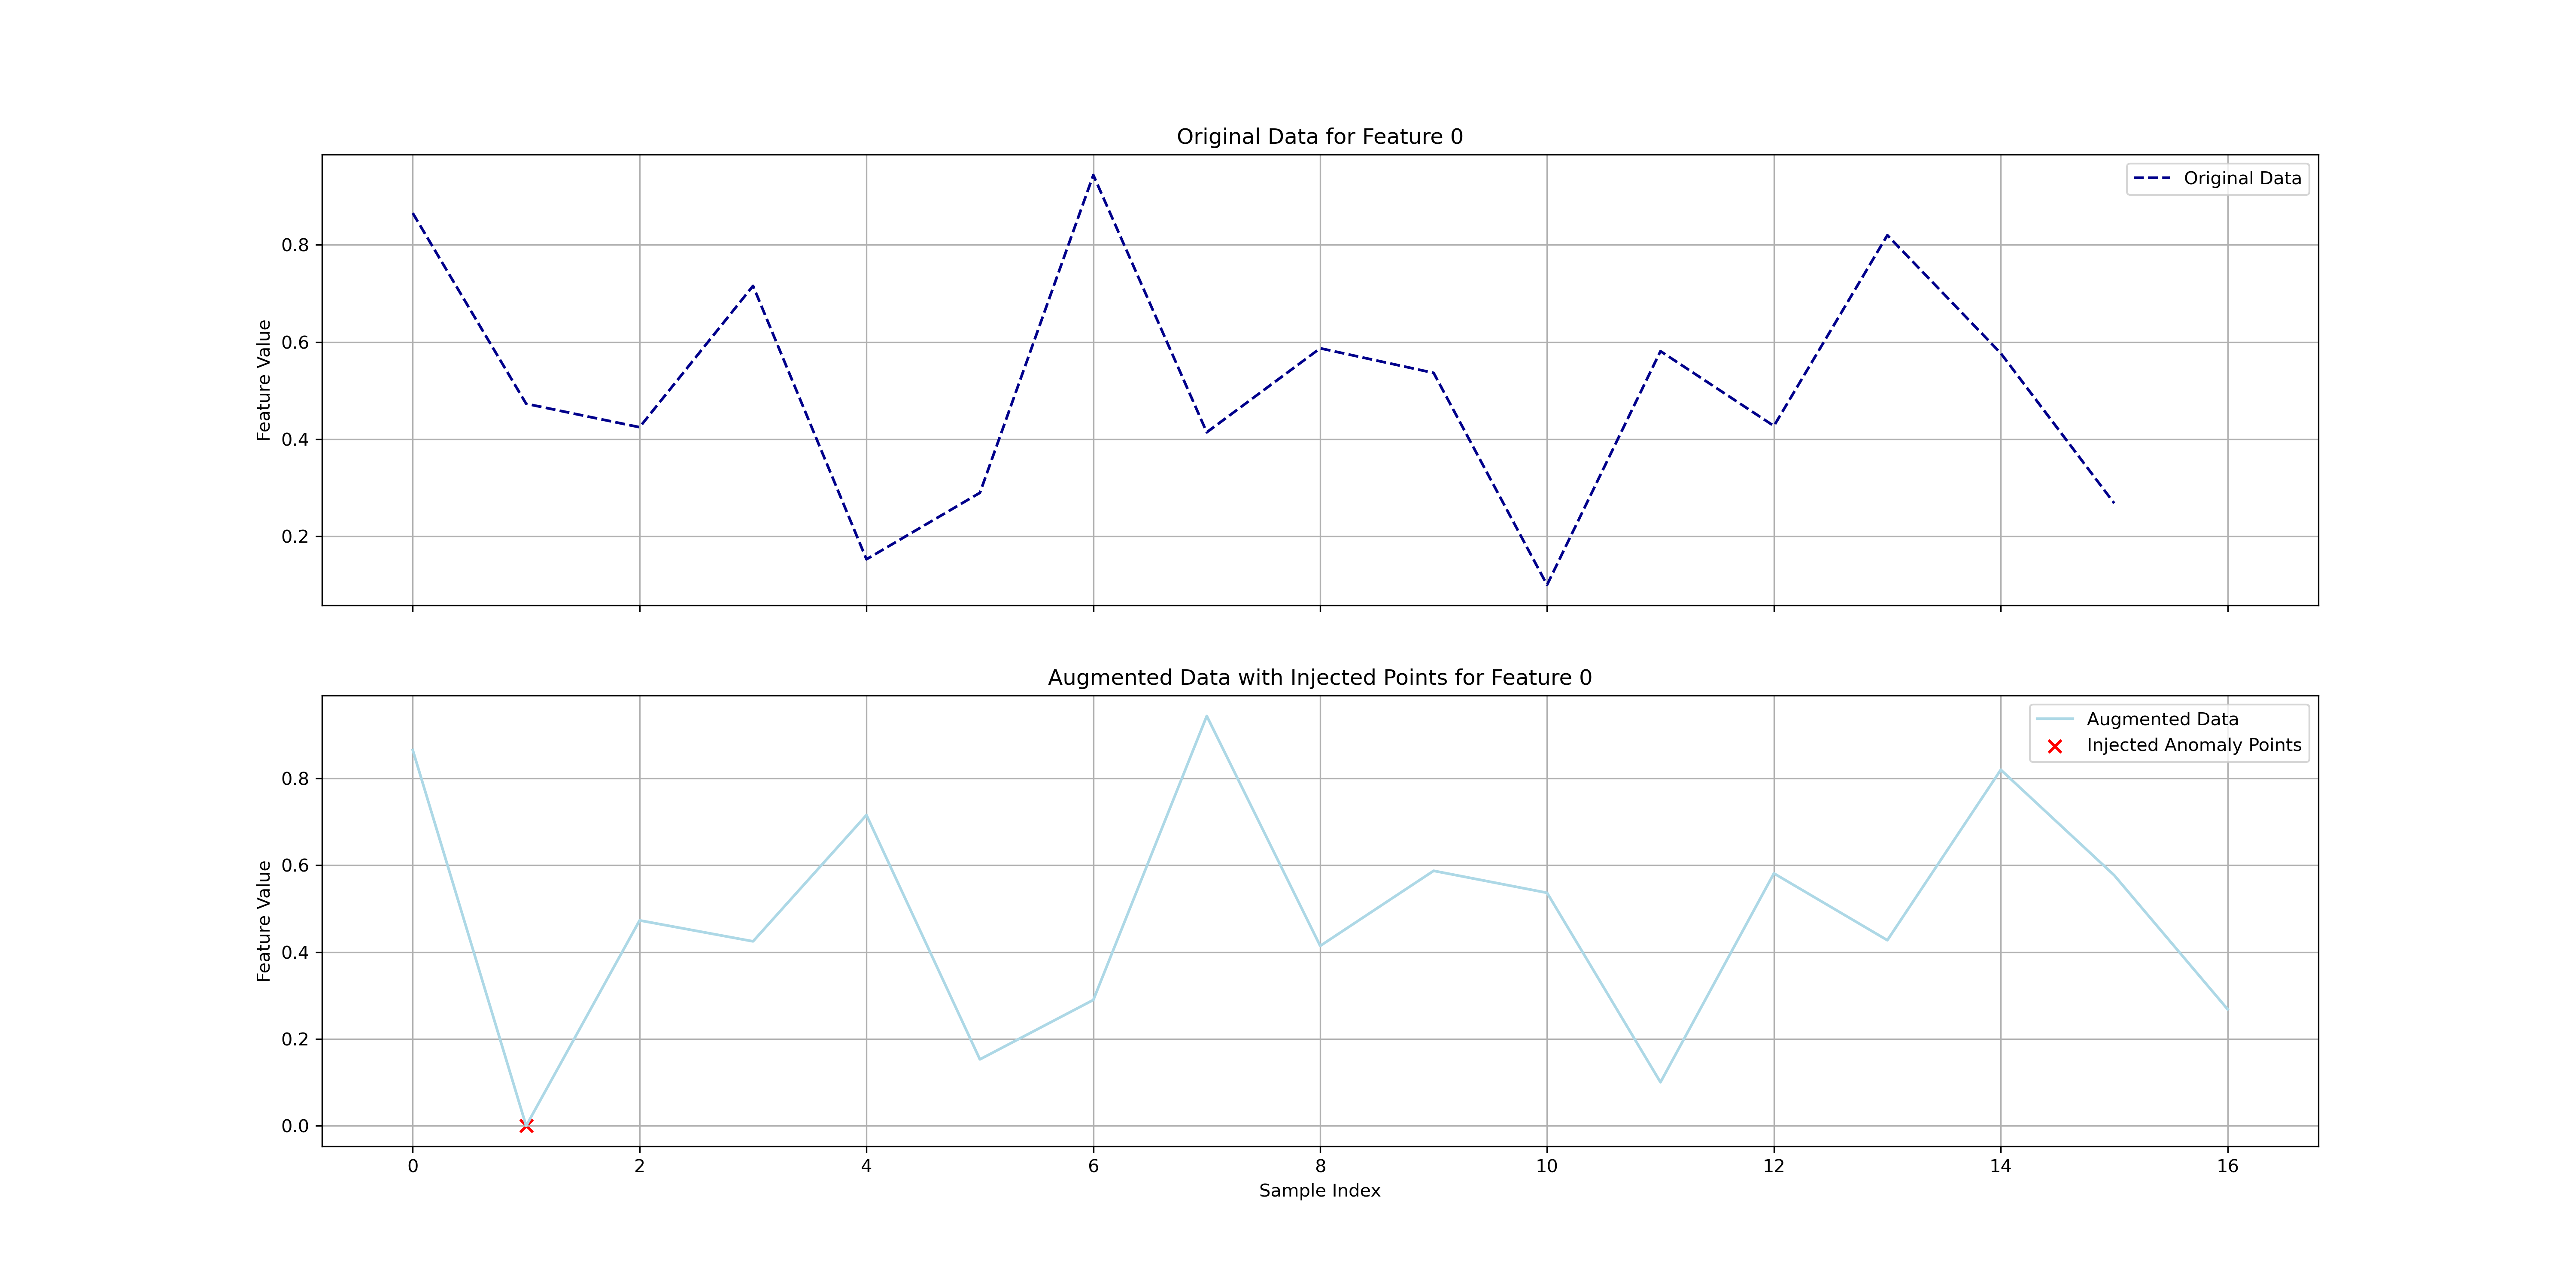 Original Data for Feature 0
Original Data
Feature Value
0.8
0.6
0.4
0.2
Augmented Data with Injected Points for Feature 0
Augmented Data
Injected Anomaly Points
Feature Value
0.8
0.6
0.4
0.2
0.0
0 2 4 6 8 10 12 14 16
Sample Index